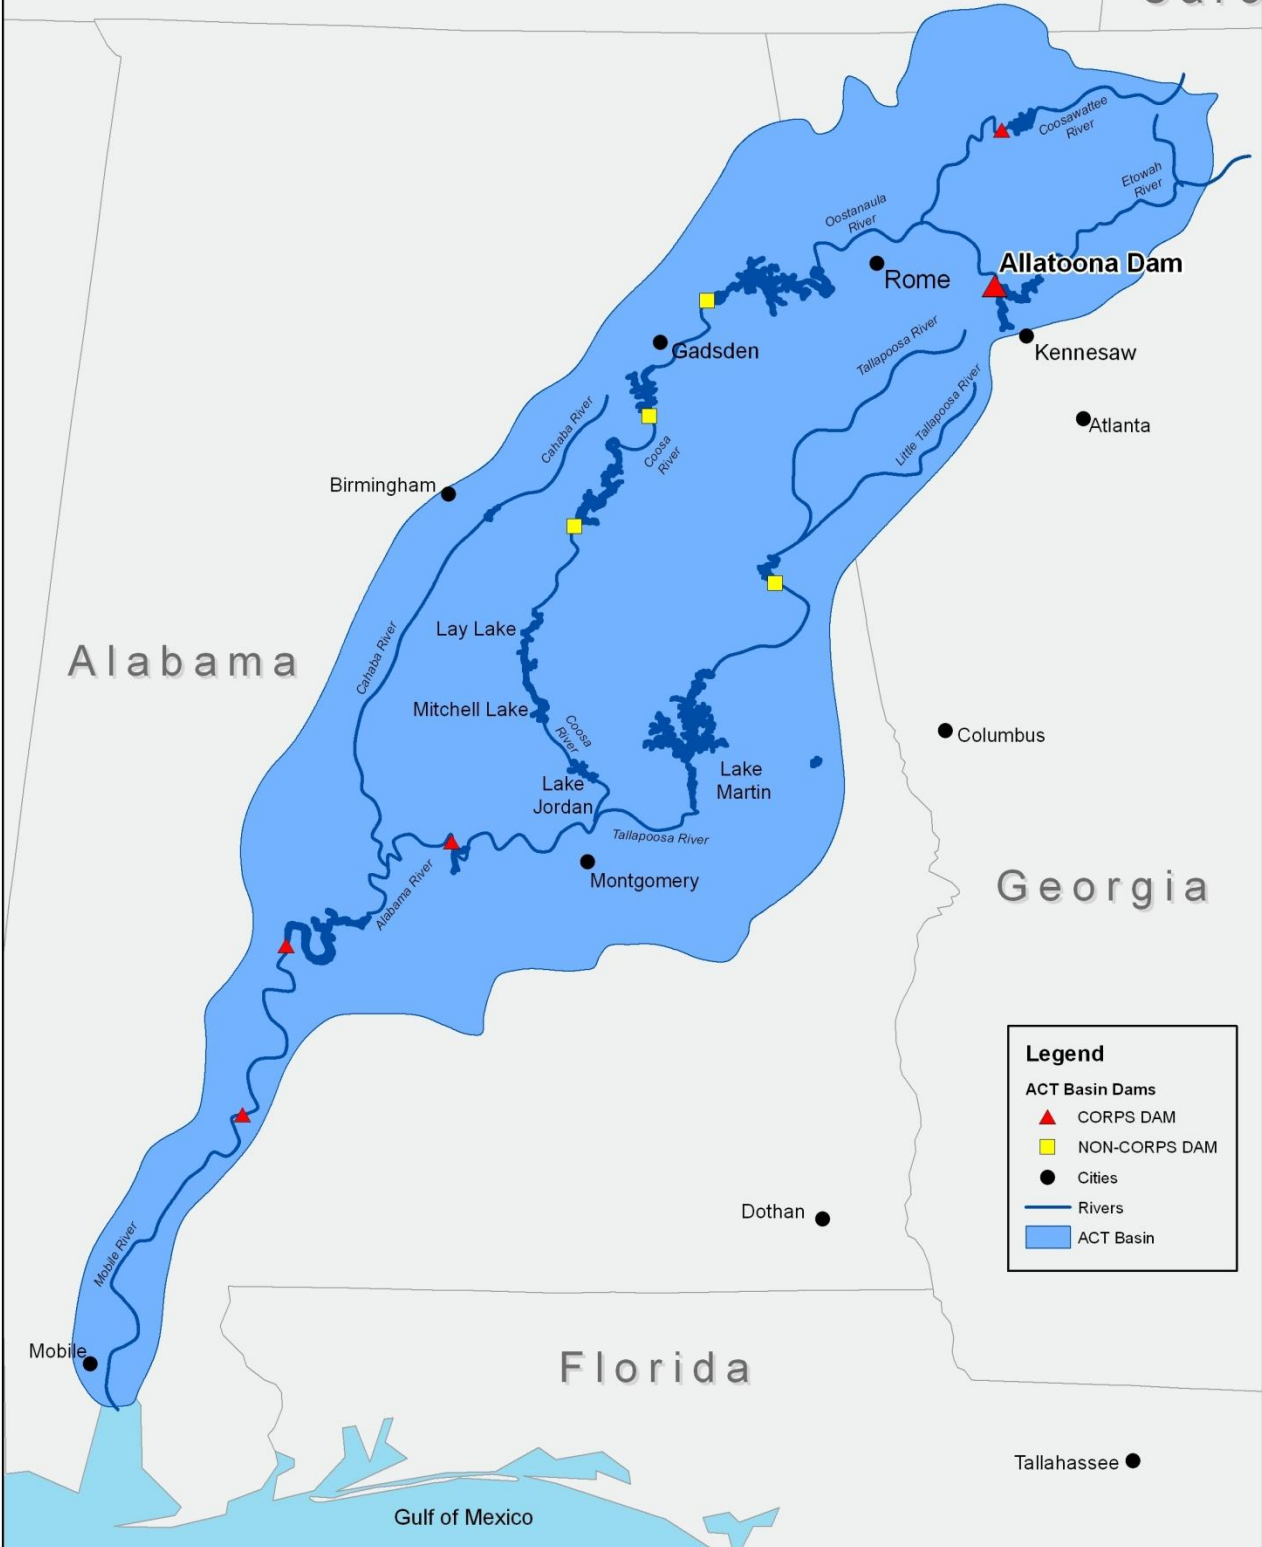 Coosawattee
River
Etowah
River
Oostanaula
River
Allatoona Dam
Rome
Tallapoosa River
Kennesaw
Gadsden
Little Tallapoosa River
Cahaba River
Atlanta
Coosa
River
Birmingham
Lay Lake
Cahaba River
Alabama
Mitchell Lake
Coosa
River
Columbus
Lake
Martin
Lake
Jordan
Tallapoosa River
Montgomery
Alabama River
Georgia
Legend
ACT Basin Dams
CORPS DAM
NON-CORPS DAM
Cities
Rivers
ACT Basin
Dothan
Mobile River
Mobile
Florida
Tallahassee
Gulf of Mexico